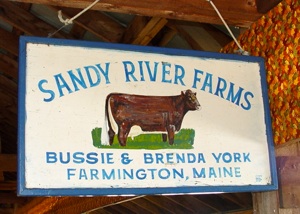 SANDY RIVER FARMS
BUSSIE & BRENDA YORK
FARMINGTON, MAINE